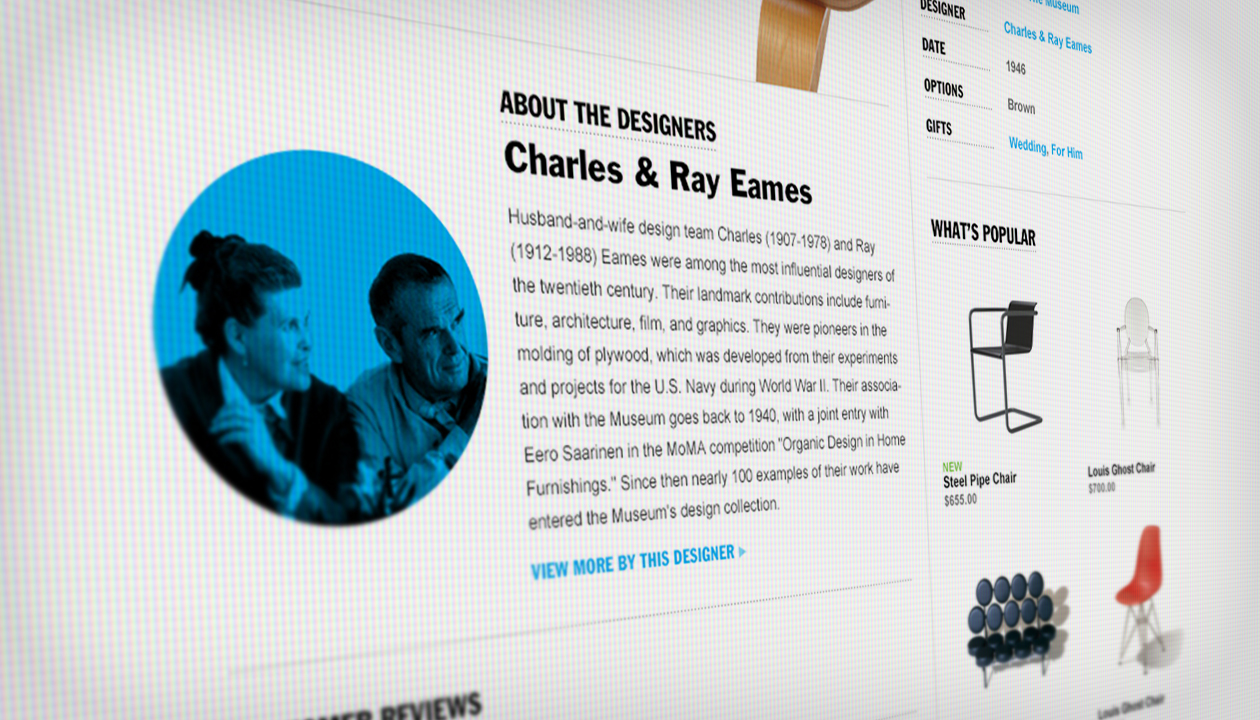 Museum
DESIGNER
Charles & Ray Eames
DATE
1946
OPTIONS
Brown
GIFTS
Wedding, For Him
ABOUT THE DESIGNERS
Charles & Ray Eames
Husband-and-wife design team Charles (1907-1978) and Ray
(1912-1988) Eames were among the most influential designers of
the twentieth century. Their landmark contributions include furni-
ture, architecture, film, and graphics. They were pioneers in the
molding of plywood, which was developed from their experiments
and projects for the U.S. Navy during World War II. Their associa-
tion with the Museum goes back to 1940, with a joint entry with
Eero Saarinen in the MoMA competition "Organic Design in Home
Furnishings." Since then nearly 100 examples of their work have
entered the Museum's design collection.
VIEW MORE BY THIS DESIGNER
WHAT'S POPULAR
NEW
Steel Pipe Chair
$655.00
Louis Ghost Chair
$700.00
Louis Ghost Chair
REVIEWS